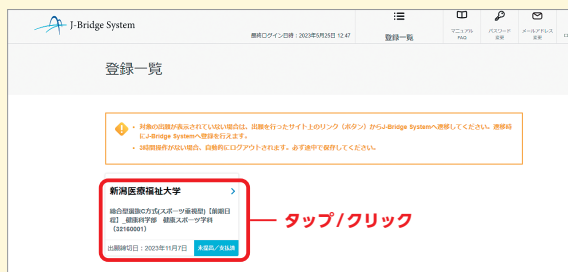 J-Bridge System
最終ログイン日時：2023年5月25日 12:47
登録一覧
マニュアル
FAQ
パスワード
変更
メールアドレス
変更
登録一覧
・対象の出願が表示されていない場合は、出願を行ったサイト上のリンク（ボタン）からJ-Bridge Systemへ遷移してください。遷移時
にJ-Bridge Systemへ登録を行えます。
・2時間操作がない場合、自動的にログアウトされます。必ず途中で保存してください。
新潟医療福祉大学
総合型選抜C方式(スポーツ重視型)【前期日
程】_健康科学部　健康スポーツ学科
（32160001）
出願締切日：2023年11月7日
未提出／支払済
タップ/クリック